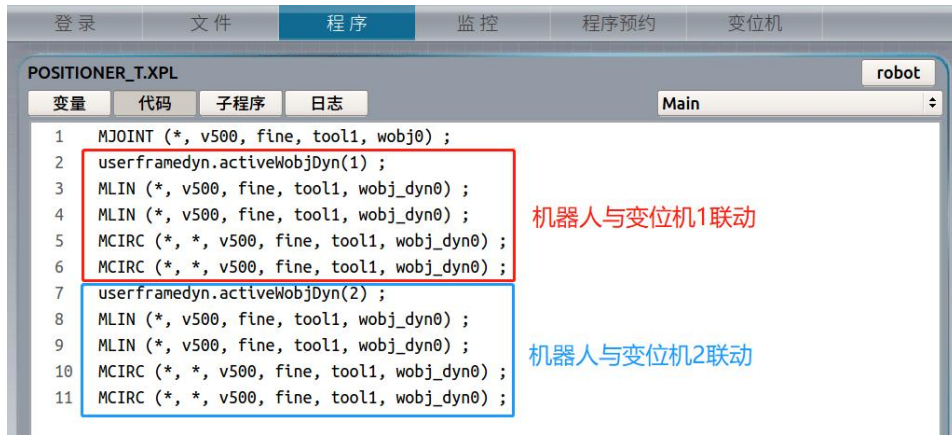 登录 文件 程序 监控 程序预约 变位机
POSITIONER_T.XPL robot
变量 代码 子程序 日志 Main
1 MJOINT (*, v500, fine, tool1, wobj0) ;
2 userframedyn.activeWobjDyn(1) ;
3 MLIN (*, v500, fine, tool1, wobj_dyn0) ;
4 MLIN (*, v500, fine, tool1, wobj_dyn0) ;
机器人与变位机1联动
5 MCIRC (*, *, v500, fine, tool1, wobj_dyn0) ;
6 MCIRC (*, *, v500, fine, tool1, wobj_dyn0) ;
7 userframedyn.activeWobjDyn(2) ;
8 MLIN (*, v500, fine, tool1, wobj_dyn0) ;
9 MLIN (*, v500, fine, tool1, wobj_dyn0) ;
机器人与变位机2联动
10 MCIRC (*, *, v500, fine, tool1, wobj_dyn0) ;
11 MCIRC (*, *, v500, fine, tool1, wobj_dyn0) ;